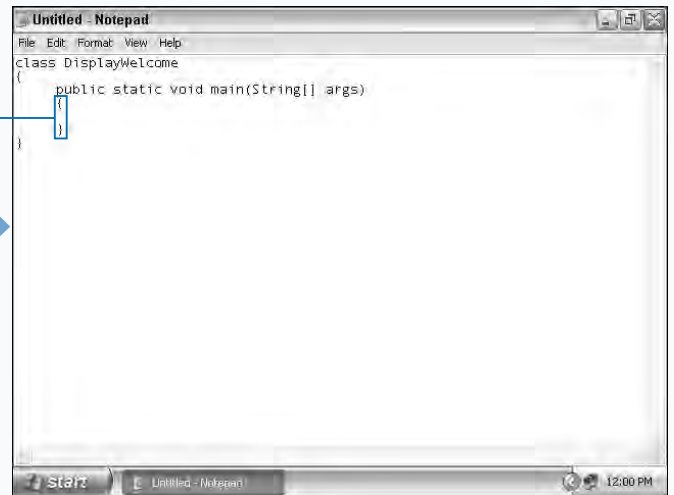 Untitled - Notepad
File Edit Format View Help
class DisplayWelcome
{
public static void main(String[] args)
{
}
}
start Untitled - Notepad 12:00 PM